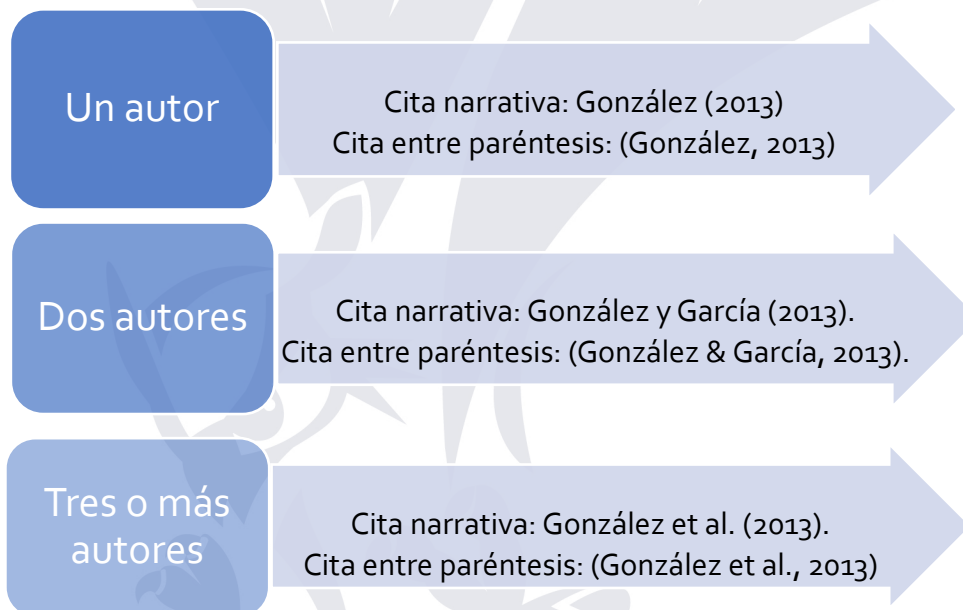 Un autor
Cita narrativa: González (2013)
Cita entre paréntesis: (González, 2013)
Dos autores
Cita narrativa: González y García (2013).
Cita entre paréntesis: (González & García, 2013).
Tres o más
autores
Cita narrativa: González et al. (2013).
Cita entre paréntesis: (González et al., 2013)